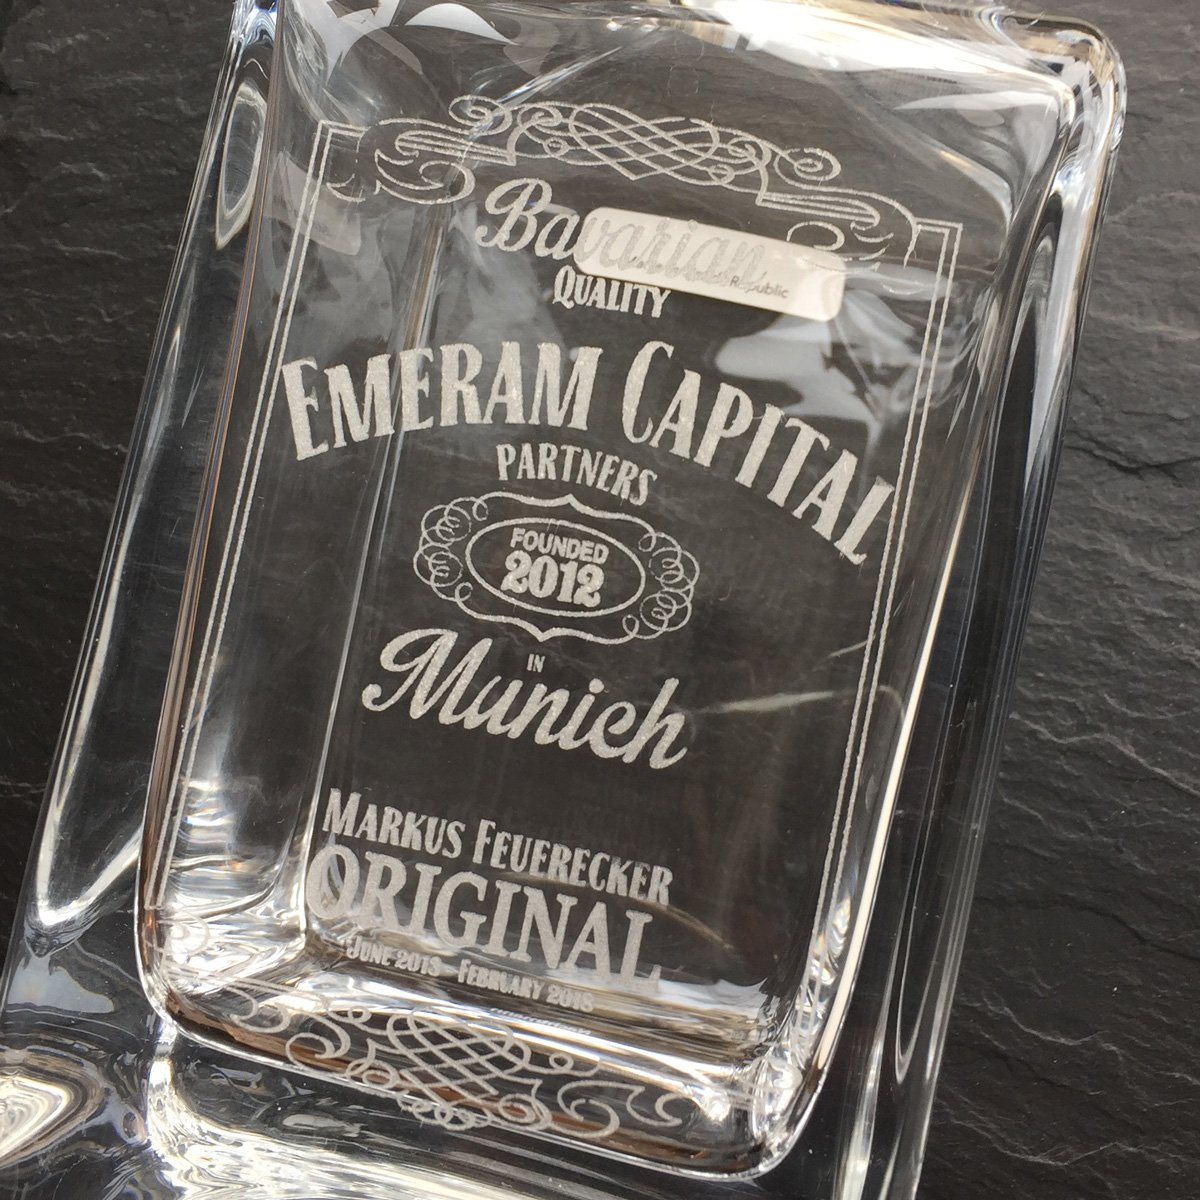 Bavarian
Republic
QUALITY
EMERAM CAPITAL
PARTNERS
FOUNDED
2012
IN
Munich
MARKUS FEUERECKER
ORIGINAL
JUNE 2013 - FEBRUARY 2018